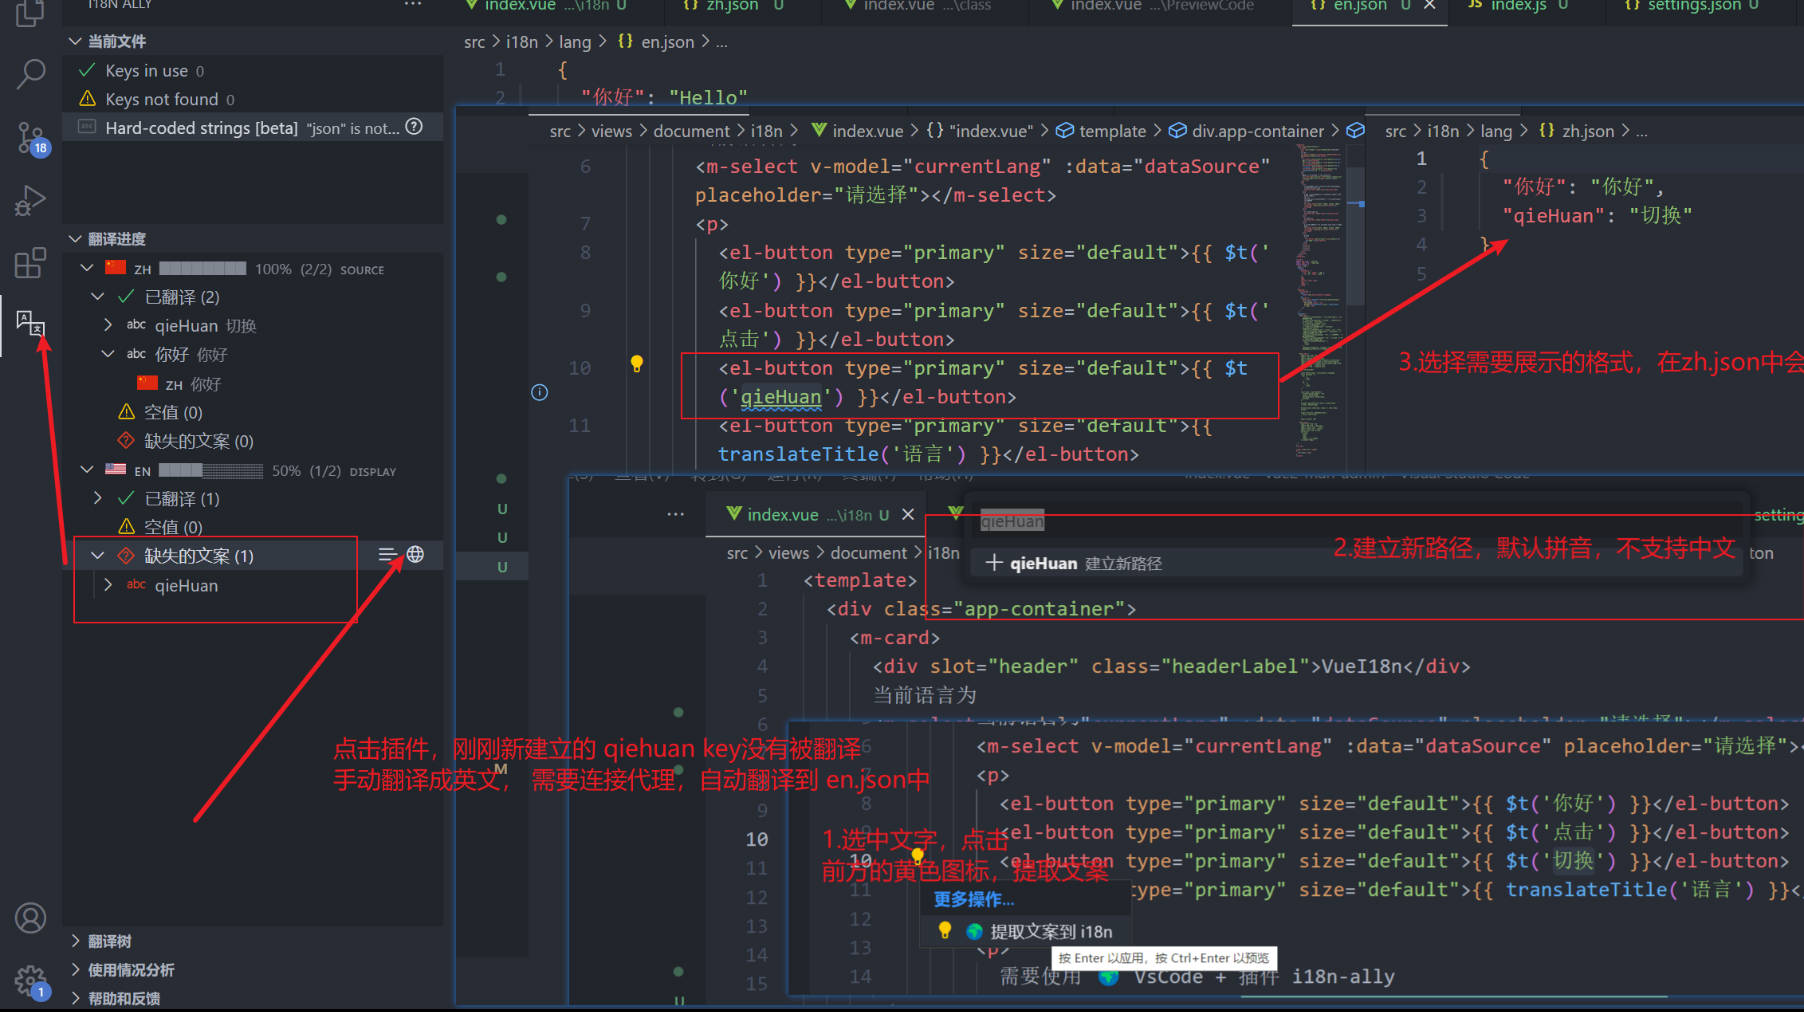 I18N ALLY
···
当前文件
Keys in use 0
Keys not found 0
Hard-coded strings [beta] "json" is not...
翻译进度
ZH 100% (2/2) SOURCE
已翻译 (2)
abc qieHuan 切换
abc 你好 你好
ZH 你好
空值 (0)
缺失的文案 (0)
EN 50% (1/2) DISPLAY
已翻译 (1)
空值 (0)
缺失的文案 (1)
abc qieHuan
翻译树
使用情况分析
帮助和反馈
18
1
index.vue ...\i18n U
{} zh.json U
index.vue ...\class
index.vue ...\PreviewCode
{} en.json U
JS index.js U
{} settings.json U
src > i18n > lang > {} en.json > ...
1 {
2 "你好": "Hello"
src > views > document > i18n > index.vue > {} "index.vue" > template > div.app-container >
6 <m-select v-model="currentLang" :data="dataSource"
placeholder="请选择"></m-select>
7 <p>
8 <el-button type="primary" size="default">{{ $t('
你好') }}</el-button>
9 <el-button type="primary" size="default">{{ $t('
点击') }}</el-button>
10 <el-button type="primary" size="default">{{ $t
('qieHuan') }}</el-button>
11 <el-button type="primary" size="default">{{
translateTitle('语言') }}</el-button>
src > i18n > lang > {} zh.json > ...
1 {
2 "你好": "你好",
3 "qieHuan": "切换"
4 }
5
3.选择需要展示的格式，在zh.json中会
U
U
U
···
index.vue ...\i18n U
src > views > document > i18n
qieHuan
settings
qieHuan 建立新路径
2.建立新路径，默认拼音，不支持中文
ton
1 <template>
2 <div class="app-container">
3 <m-card>
4 <div slot="header" class="headerLabel">VueI18n</div>
5 当前语言为
6
点击插件，刚刚新建立的 qiehuan key没有被翻译
手动翻译成英文， 需要连接代理，自动翻译到 en.json中
M
9
10
11
12
13
14
15
U
6 <m-select v-model="currentLang" :data="dataSource" placeholder="请选择"><
<p>
8 <el-button type="primary" size="default">{{ $t('你好') }}</el-button>
<el-button type="primary" size="default">{{ $t('点击') }}</el-button>
10 <el-button type="primary" size="default">{{ $t('切换') }}</el-button>
11 type="primary" size="default">{{ translateTitle('语言') }}<
12
13 <p>
14 需要使用 VsCode + 插件 i18n-ally
1.选中文字，点击
前方的黄色图标，提取文案
更多操作...
提取文案到 i18n
按 Enter 以应用，按 Ctrl+Enter 以预览